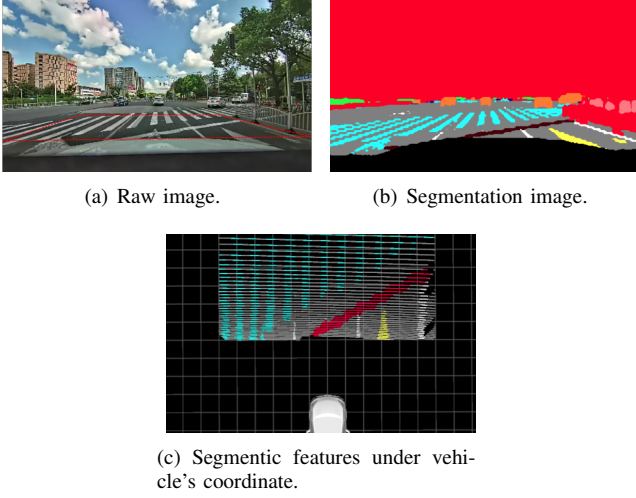 (a) Raw image.
(b) Segmentation image.
(c) Segmentic features under vehi-
cle's coordinate.